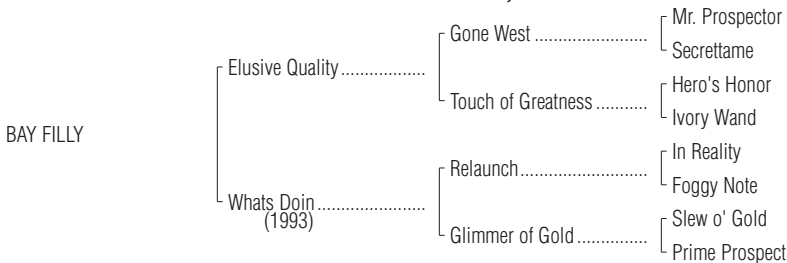 Mr. Prospector
Gone West ........................
Secrettame
Elusive Quality..................
Hero's Honor
Touch of Greatness ...........
Ivory Wand
BAY FILLY
In Reality
Relaunch...........................
Foggy Note
Whats Doin .......................
(1993)
Slew o' Gold
Glimmer of Gold ...............
Prime Prospect